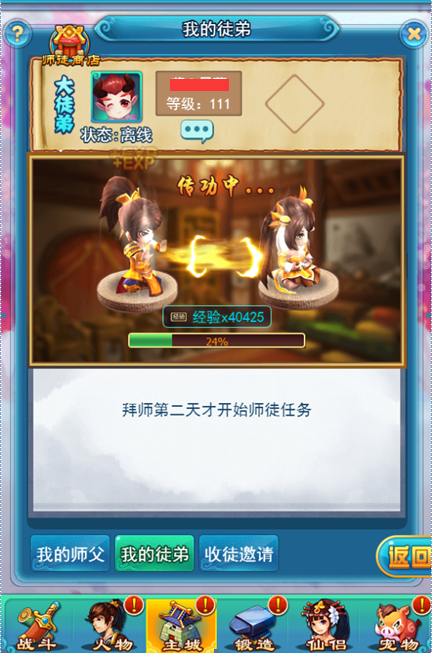 我的徒弟
师徒商店
大徒弟
等级：111
状态:离线
+EXP
传功中...
经验 经验x40425
24%
拜师第二天才开始师徒任务
我的师父
我的徒弟
收徒邀请
返回
战斗
人物
主城
锻造
仙侣
宠物